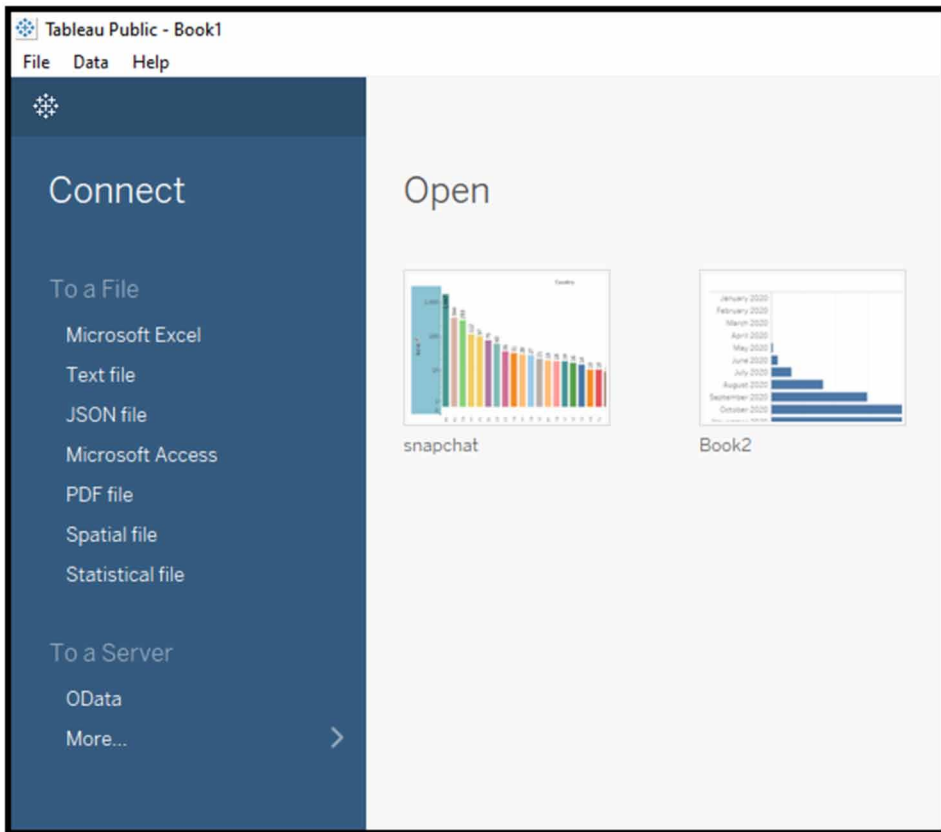 Tableau Public - Book1
File Data Help
Connect
To a File
Microsoft Excel
Text file
JSON file
Microsoft Access
PDF file
Spatial file
Statistical file
To a Server
OData
More...
Open
snapchat
January 2020
February 2020
March 2020
April 2020
May 2020
June 2020
July 2020
August 2020
September 2020
October 2020
Book2